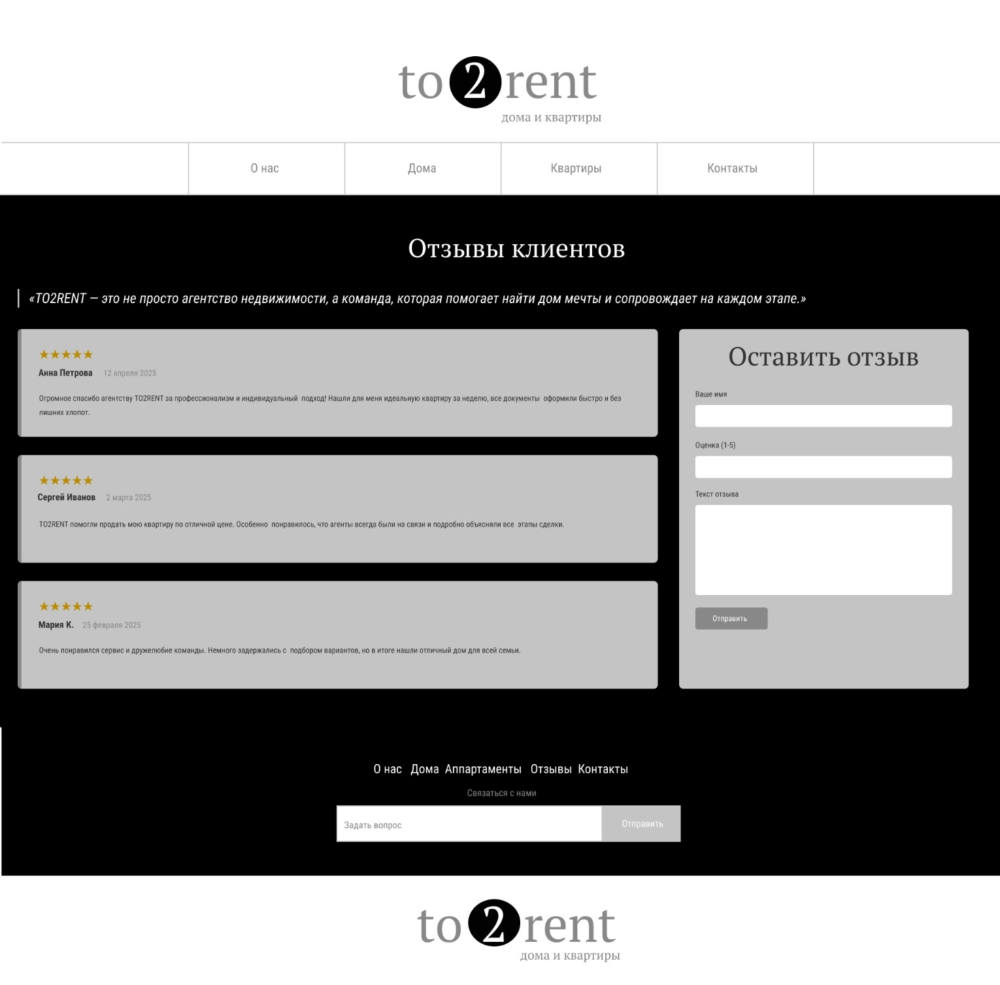 to2rent
дома и квартиры
О нас Дома Квартиры Контакты
Отзывы клиентов
«TO2RENT — это не просто агентство недвижимости, а команда, которая помогает найти дом мечты и сопровождает на каждом этапе.»
★★★★★
Анна Петрова 12 апреля 2025
Огромное спасибо агентству TO2RENT за профессионализм и индивидуальный подход! Нашли для меня идеальную квартиру за неделю, все документы оформили быстро и без
лишних хлопот.
★★★★★
Сергей Иванов 2 марта 2025
TO2RENT помогли продать мою квартиру по отличной цене. Особенно понравилось, что агенты всегда были на связи и подробно объясняли все этапы сделки.
★★★★★
Мария К. 25 февраля 2025
Очень понравился сервис и дружелюбие команды. Немного задержались с подбором вариантов, но в итоге нашли отличный дом для всей семьи.
Оставить отзыв
Ваше имя
Оценка (1-5)
Текст отзыва
Отправить
О нас Дома Аппартаменты Отзывы Контакты
Связаться с нами
Задать вопрос Отправить
to2rent
дома и квартиры